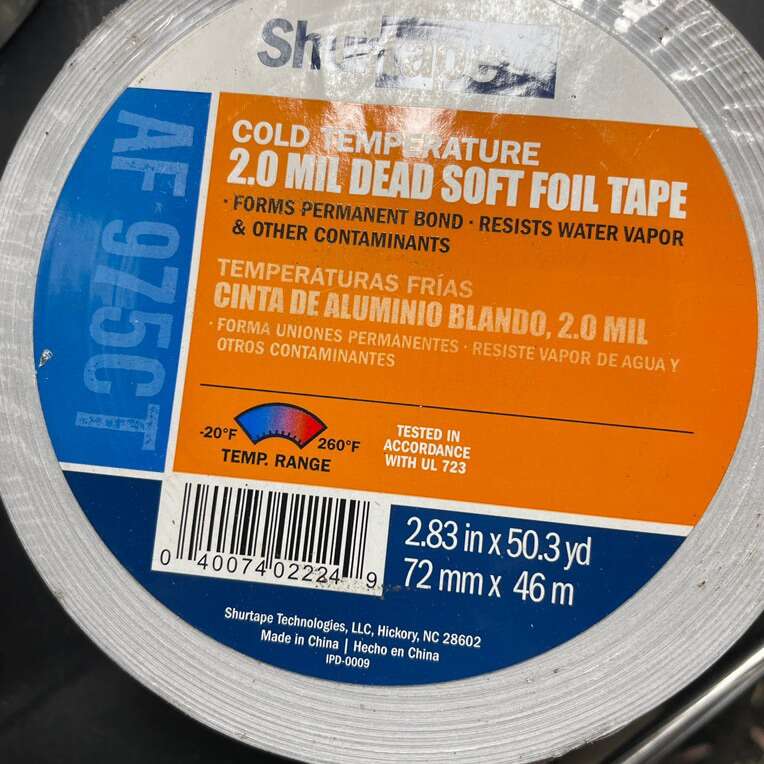 Shurtape
AF 975CT
COLD TEMPERATURE
2.0 MIL DEAD SOFT FOIL TAPE
· FORMS PERMANENT BOND · RESISTS WATER VAPOR
& OTHER CONTAMINANTS
TEMPERATURAS FRÍAS
CINTA DE ALUMINIO BLANDO, 2.0 MIL
· FORMA UNIONES PERMANENTES · RESISTE VAPOR DE AGUA Y
OTROS CONTAMINANTES
-20°F 260°F
TEMP. RANGE
TESTED IN
ACCORDANCE
WITH UL 723
0 40074 02224 9
2.83 in x 50.3 yd
72 mm x 46 m
Shurtape Technologies, LLC, Hickory, NC 28602
Made in China | Hecho en China
IPD-0009